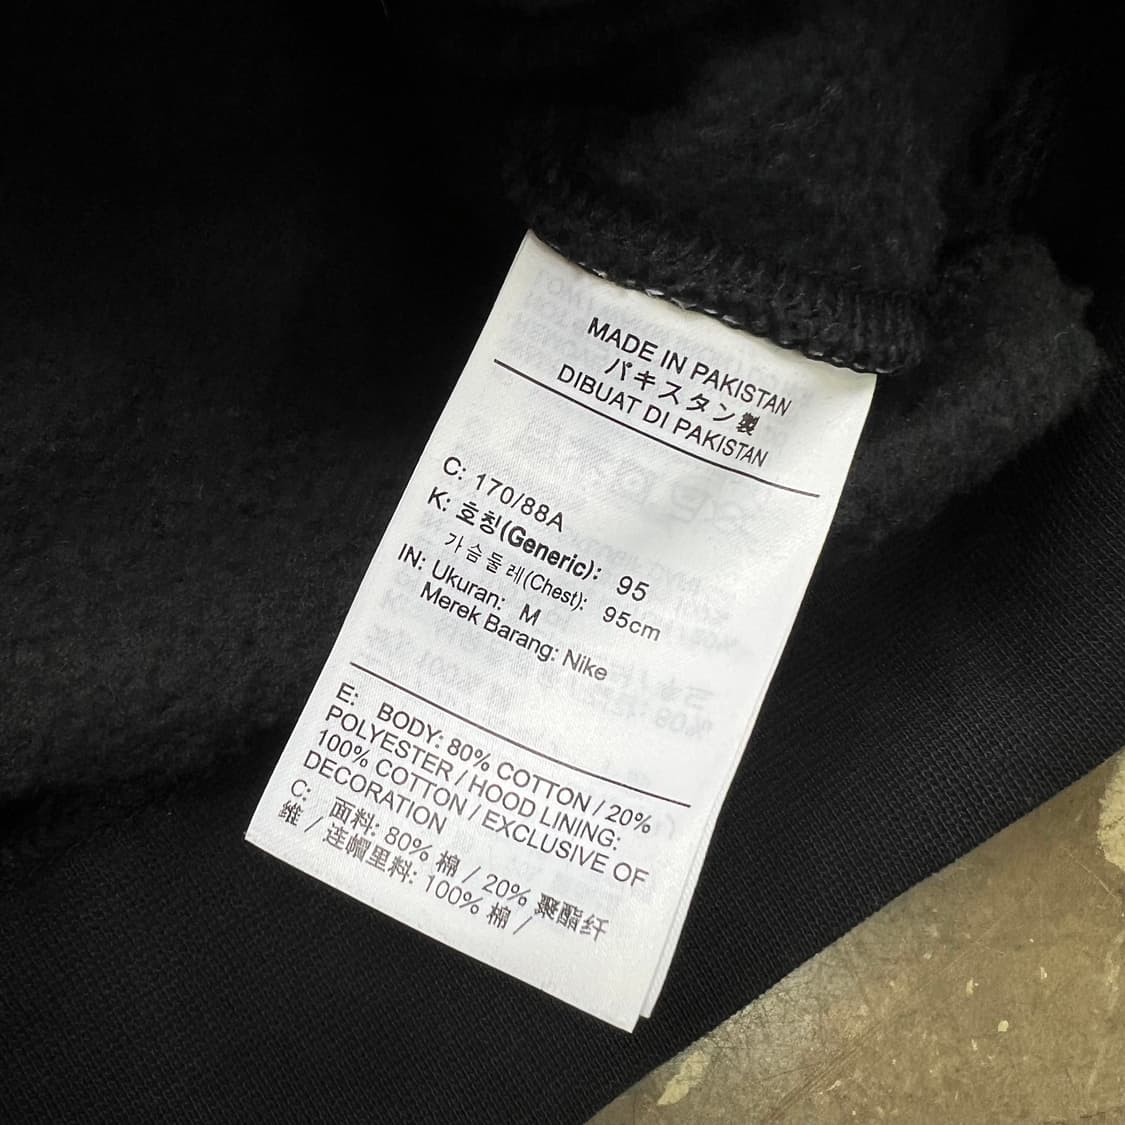 MADE IN PAKISTAN
パキスタン製
DIBUAT DI PAKISTAN
C: 170/88A
K: 호칭(Generic): 95
가슴둘레(Chest): 95cm
IN: Ukuran: M
Merek Barang: Nike
E: BODY: 80% COTTON / 20%
POLYESTER / HOOD LINING:
100% COTTON / EXCLUSIVE OF
DECORATION
C: 面料: 80% 棉 / 20% 聚酯纤
维 / 连帽里料: 100% 棉 /